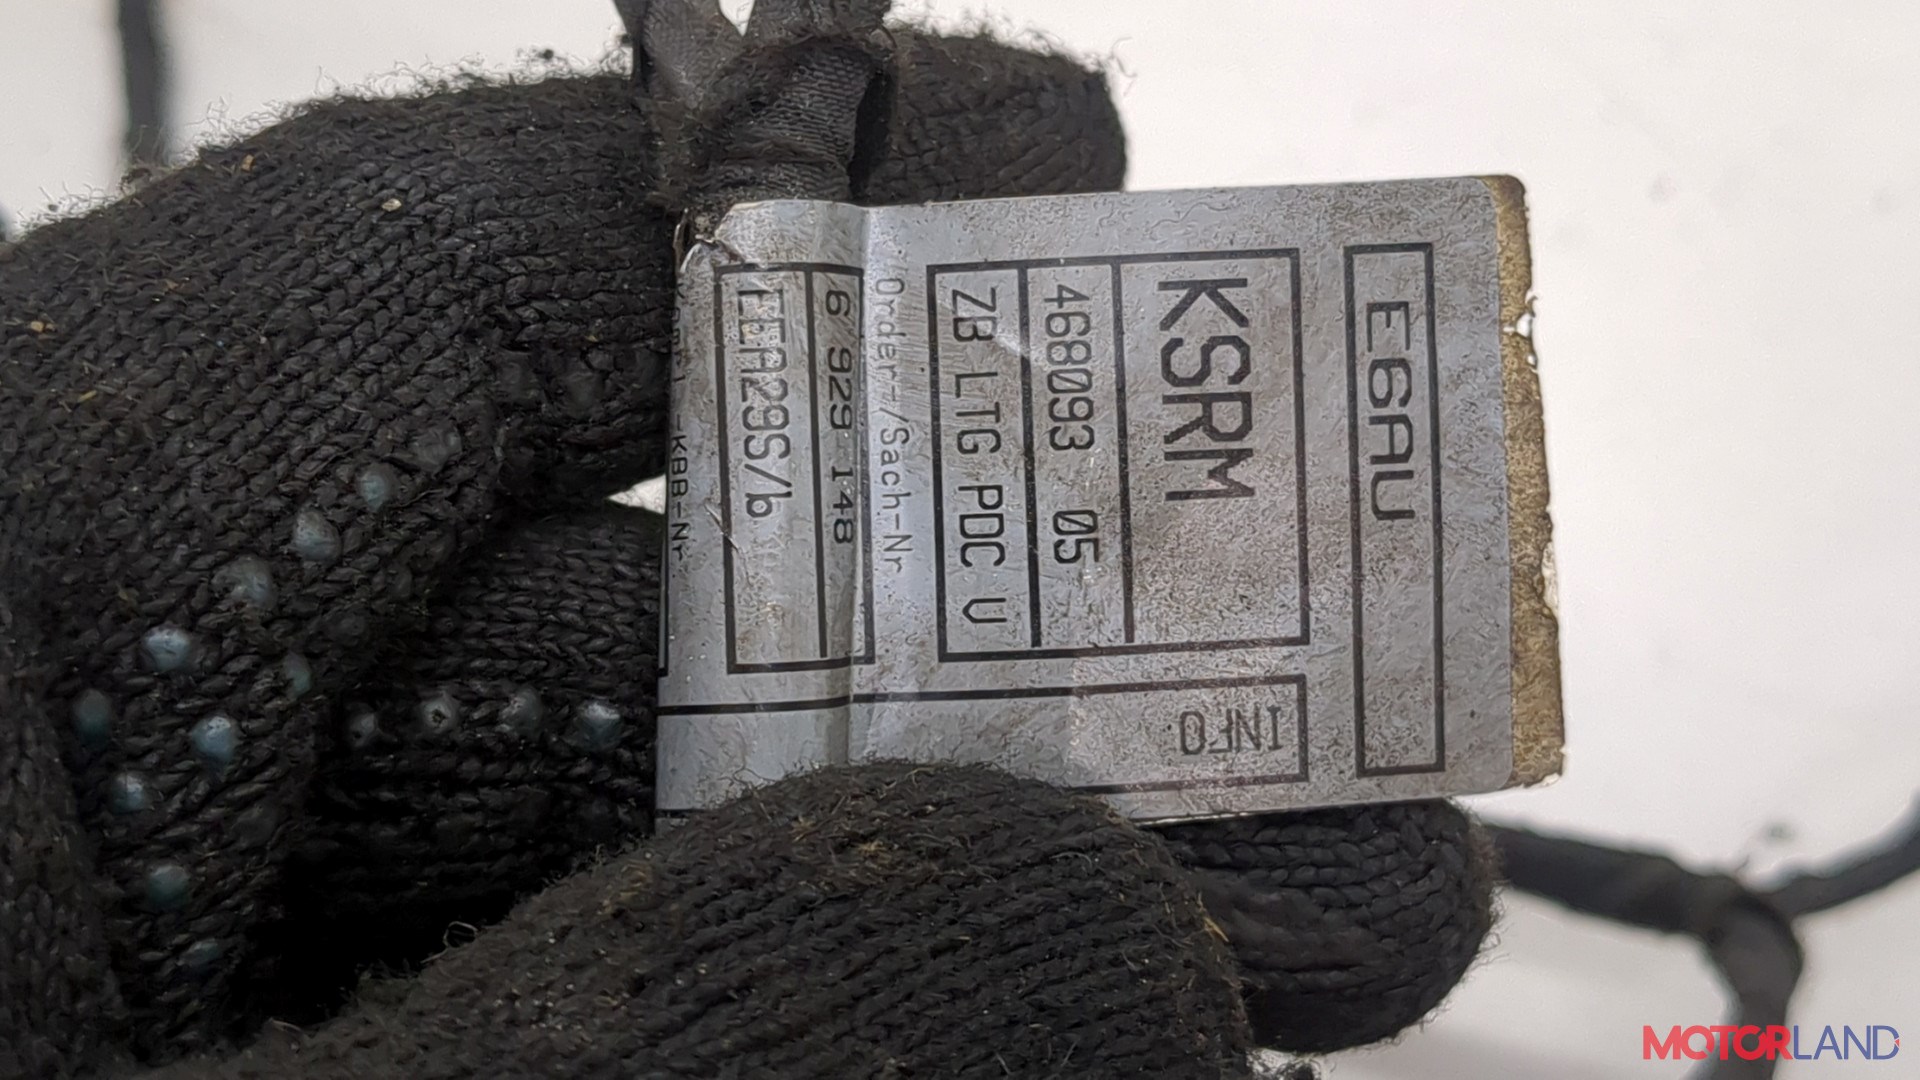 E6AU
KSRM
468093 05
ZB LTG PDC V
Order-/Sach-Nr
6 929 148
EEA29S/b
-KBB-Nr
INFO
MOTORLAND